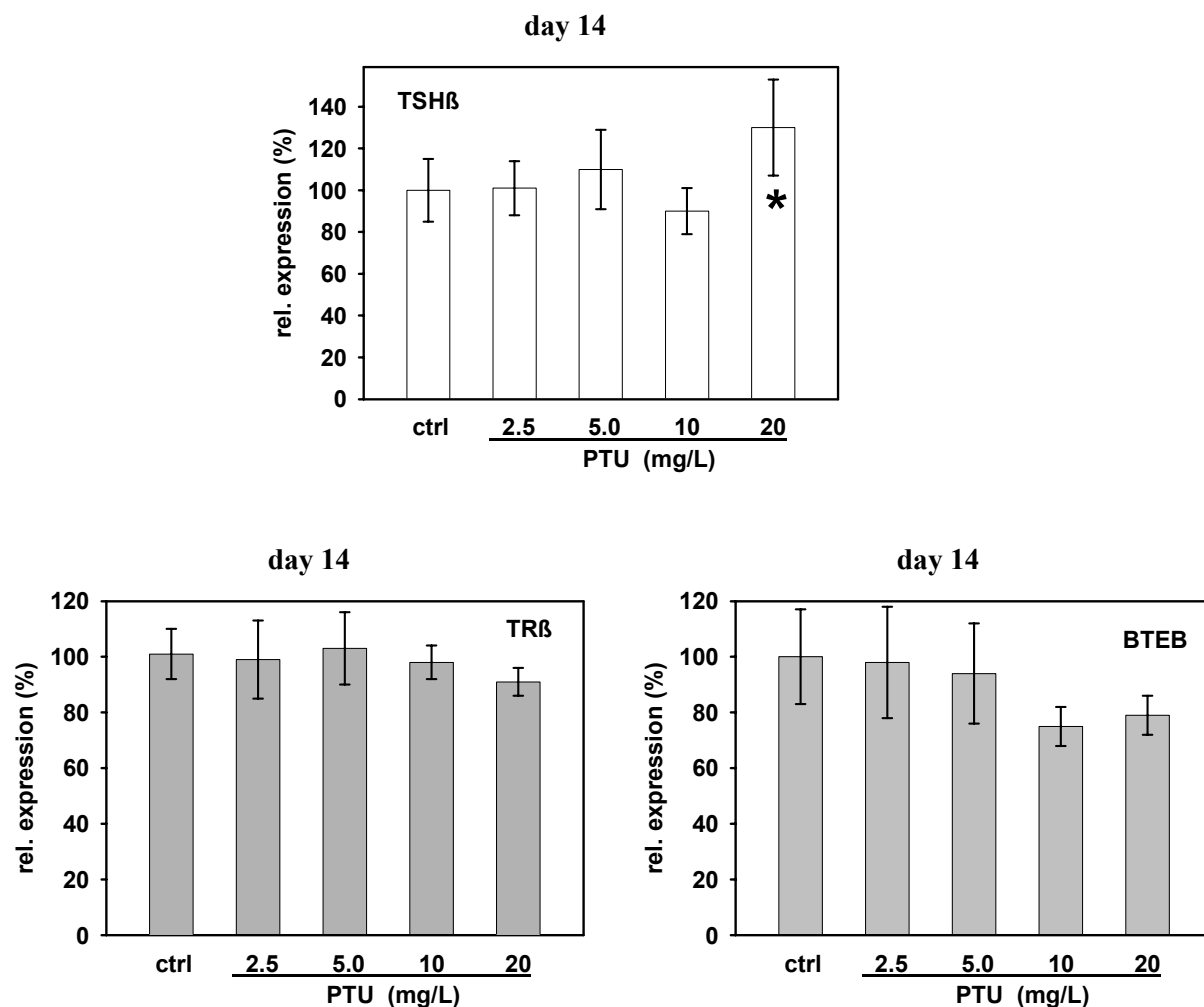 day 14
TSHß
rel. expression (%)
140
120
100
80
60
40
20
0
*
ctrl 2.5 5.0 10 20
PTU (mg/L)
day 14
TRß
rel. expression (%)
120
100
80
60
40
20
0
ctrl 2.5 5.0 10 20
PTU (mg/L)
day 14
BTEB
rel. expression (%)
120
100
80
60
40
20
0
ctrl 2.5 5.0 10 20
PTU (mg/L)